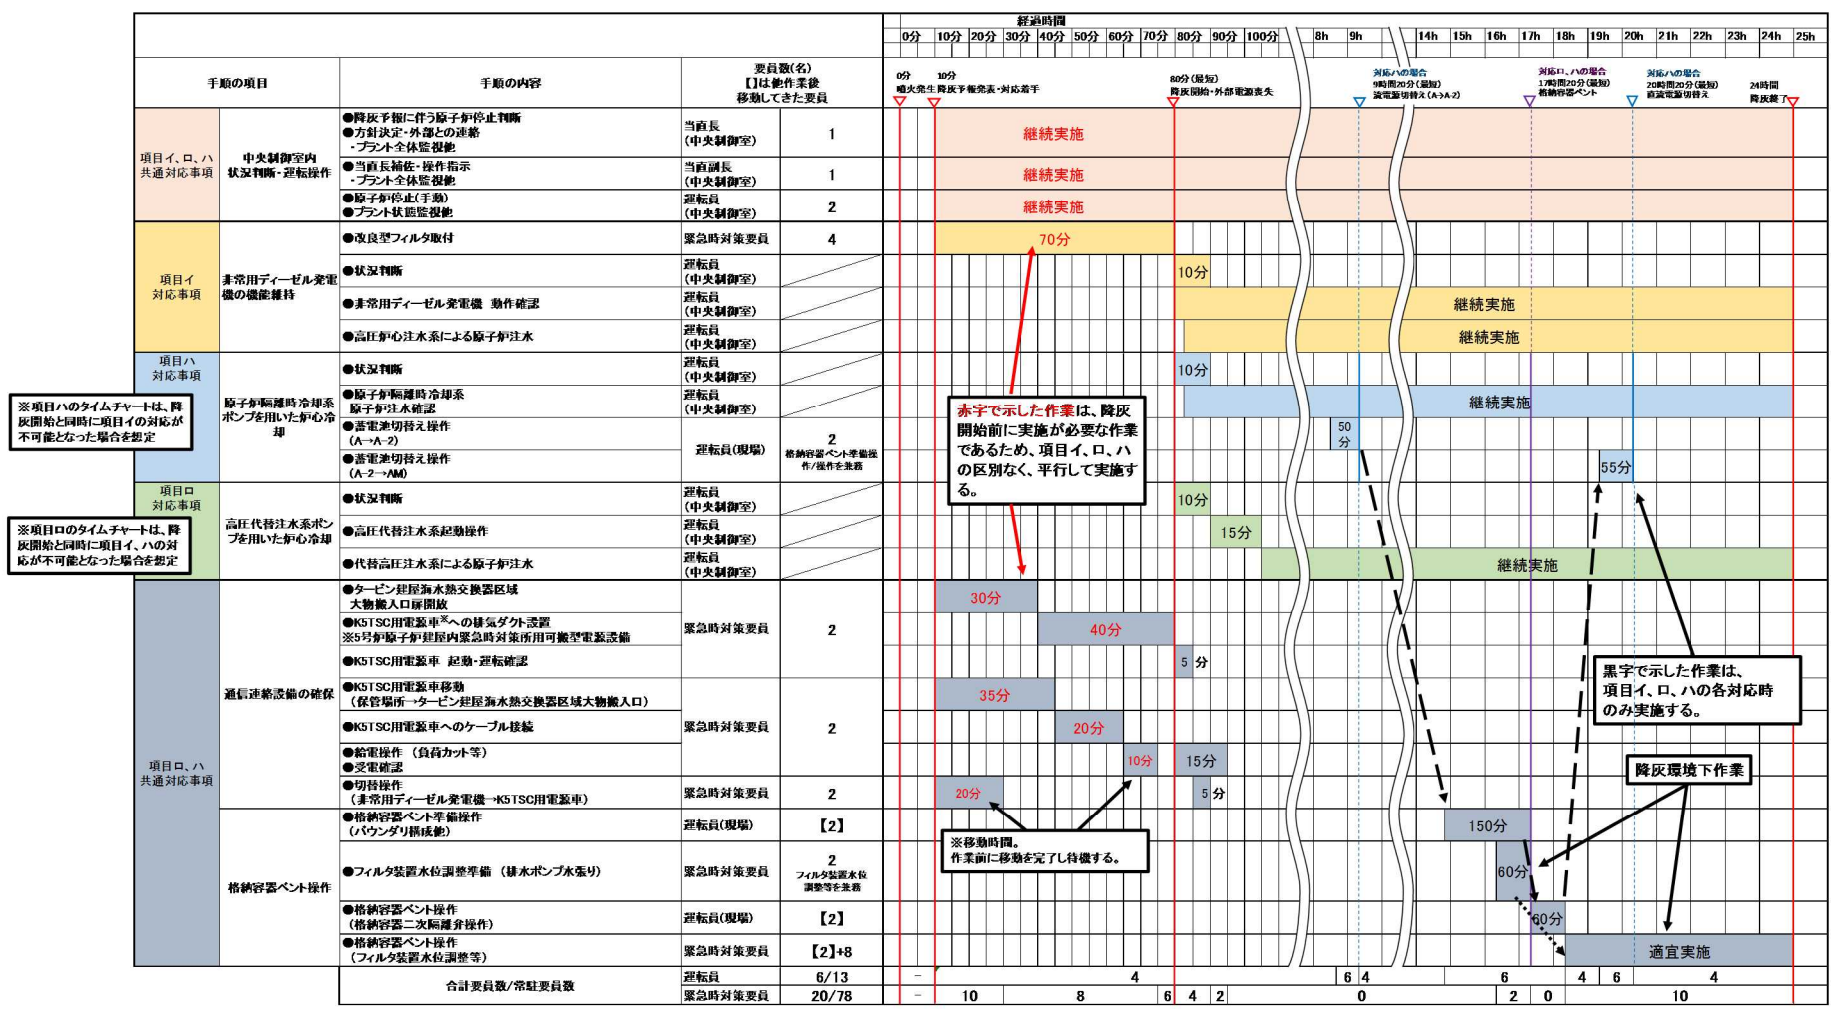 経過時間
0分 10分 20分 30分 40分 50分 60分 70分 80分 90分 100分 8h 9h 14h 15h 16h 17h 18h 19h 20h 21h 22h 23h 24h 25h
手順の項目
手順の内容
要員数(名)
【】は他作業後
移動してきた要員
0分
噴火発生
10分
降灰予報発表・対応着手
80分(最短)
降灰開始・外部電源喪失
対応ハの場合
9時間20分(最短)
流電源切替え(A→A-2)
対応ロ、ハの場合
17時間20分(最短)
格納容器ベント
対応ハの場合
20時間20分(最短)
直流電源切替え
24時間
降灰終了
項目イ、ロ、ハ
共通対応事項
中央制御室内
状況判断・運転操作
●降灰予報に伴う原子炉停止判断
●方針決定・外部との連絡
・プラント全体監視他
当直長
(中央制御室)
1
継続実施
●当直長補佐・操作指示
・プラント全体監視他
当直副長
(中央制御室)
1
継続実施
●原子炉停止(手動)
●プラント状態監視他
運転員
(中央制御室)
2
継続実施
項目イ
対応事項
非常用ディーゼル発電
機の機能維持
●改良型フィルタ取付
緊急時対策要員
4
70分
●状況判断
運転員
(中央制御室)
10分
●非常用ディーゼル発電機 動作確認
運転員
(中央制御室)
継続実施
●高圧炉心注水系による原子炉注水
運転員
(中央制御室)
継続実施
項目ハ
対応事項
※項目ハのタイムチャートは、降
灰開始と同時に項目イの対応が
不可能となった場合を想定
原子炉隔離時冷却系
ポンプを用いた炉心冷
却
●状況判断
運転員
(中央制御室)
10分
●原子炉隔離時冷却系
原子炉注水確認
運転員
(中央制御室)
継続実施
●蓄電池切替え操作
(A→A-2)
運転員(現場)
2
格納容器ベント準備操
作/操作を兼務
50
分
●蓄電池切替え操作
(A-2→AM)
55分
赤字で示した作業は、降灰
開始前に実施が必要な作業
であるため、項目イ、ロ、ハ
の区別なく、平行して実施す
る。
項目ロ
対応事項
※項目ロのタイムチャートは、降
灰開始と同時に項目イ、ハの対
応が不可能となった場合を想定
高圧代替注水系ポン
プを用いた炉心冷却
●状況判断
運転員
(中央制御室)
10分
●高圧代替注水系起動操作
運転員
(中央制御室)
15分
●代替高圧注水系による原子炉注水
運転員
(中央制御室)
継続実施
項目ロ、ハ
共通対応事項
通信連絡設備の確保
●タービン建屋海水熱交換器区域
大物搬入口扉開放
30分
●K5TSC用電源車※への排気ダクト設置
※5号炉原子炉建屋内緊急時対策所用可搬型電源設備
緊急時対策要員
2
40分
●K5TSC用電源車 起動・運転確認
5 分
●K5TSC用電源車移動
(保管場所→タービン建屋海水熱交換器区域大物搬入口)
35分
●K5TSC用電源車へのケーブル接続
緊急時対策要員
2
20分
●給電操作 (負荷カット等)
●受電確認
10分
15分
●切替操作
(非常用ディーゼル発電機→K5TSC用電源車)
緊急時対策要員
2
20分
5 分
黒字で示した作業は、
項目イ、ロ、ハの各対応時
のみ実施する。
降灰環境下作業
※移動時間。
作業前に移動を完了し待機する。
格納容器ベント操作
●格納容器ベント準備操作
(バウンダリ構成他)
運転員(現場)
【2】
150分
●フィルタ装置水位調整準備 (排水ポンプ水張り)
緊急時対策要員
2
フィルタ装置水位
調整等を兼務
60分
●格納容器ベント操作
(格納容器二次隔離弁操作)
運転員(現場)
【2】
60分
●格納容器ベント操作
(フィルタ装置水位調整等)
緊急時対策要員
【2】+8
適宜実施
合計要員数/常駐要員数
運転員
6/13
- 4 6 4 6 4 6 4
緊急時対策要員
20/78
- 10 8 6 4 2 0 2 0 10